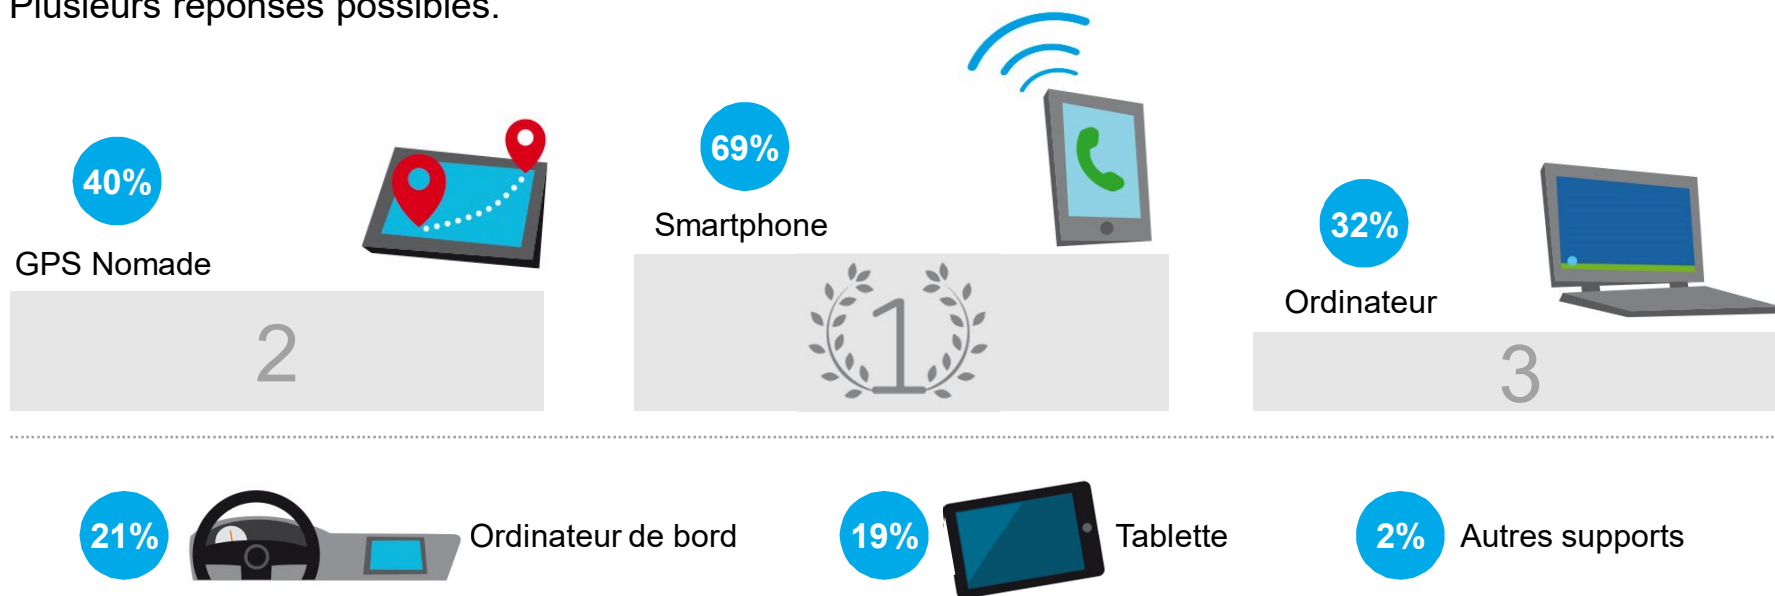 Plusieurs réponses possibles.
40%
GPS Nomade
2
69%
Smartphone
1
32%
Ordinateur
3
21%
Ordinateur de bord
19%
Tablette
2%
Autres supports